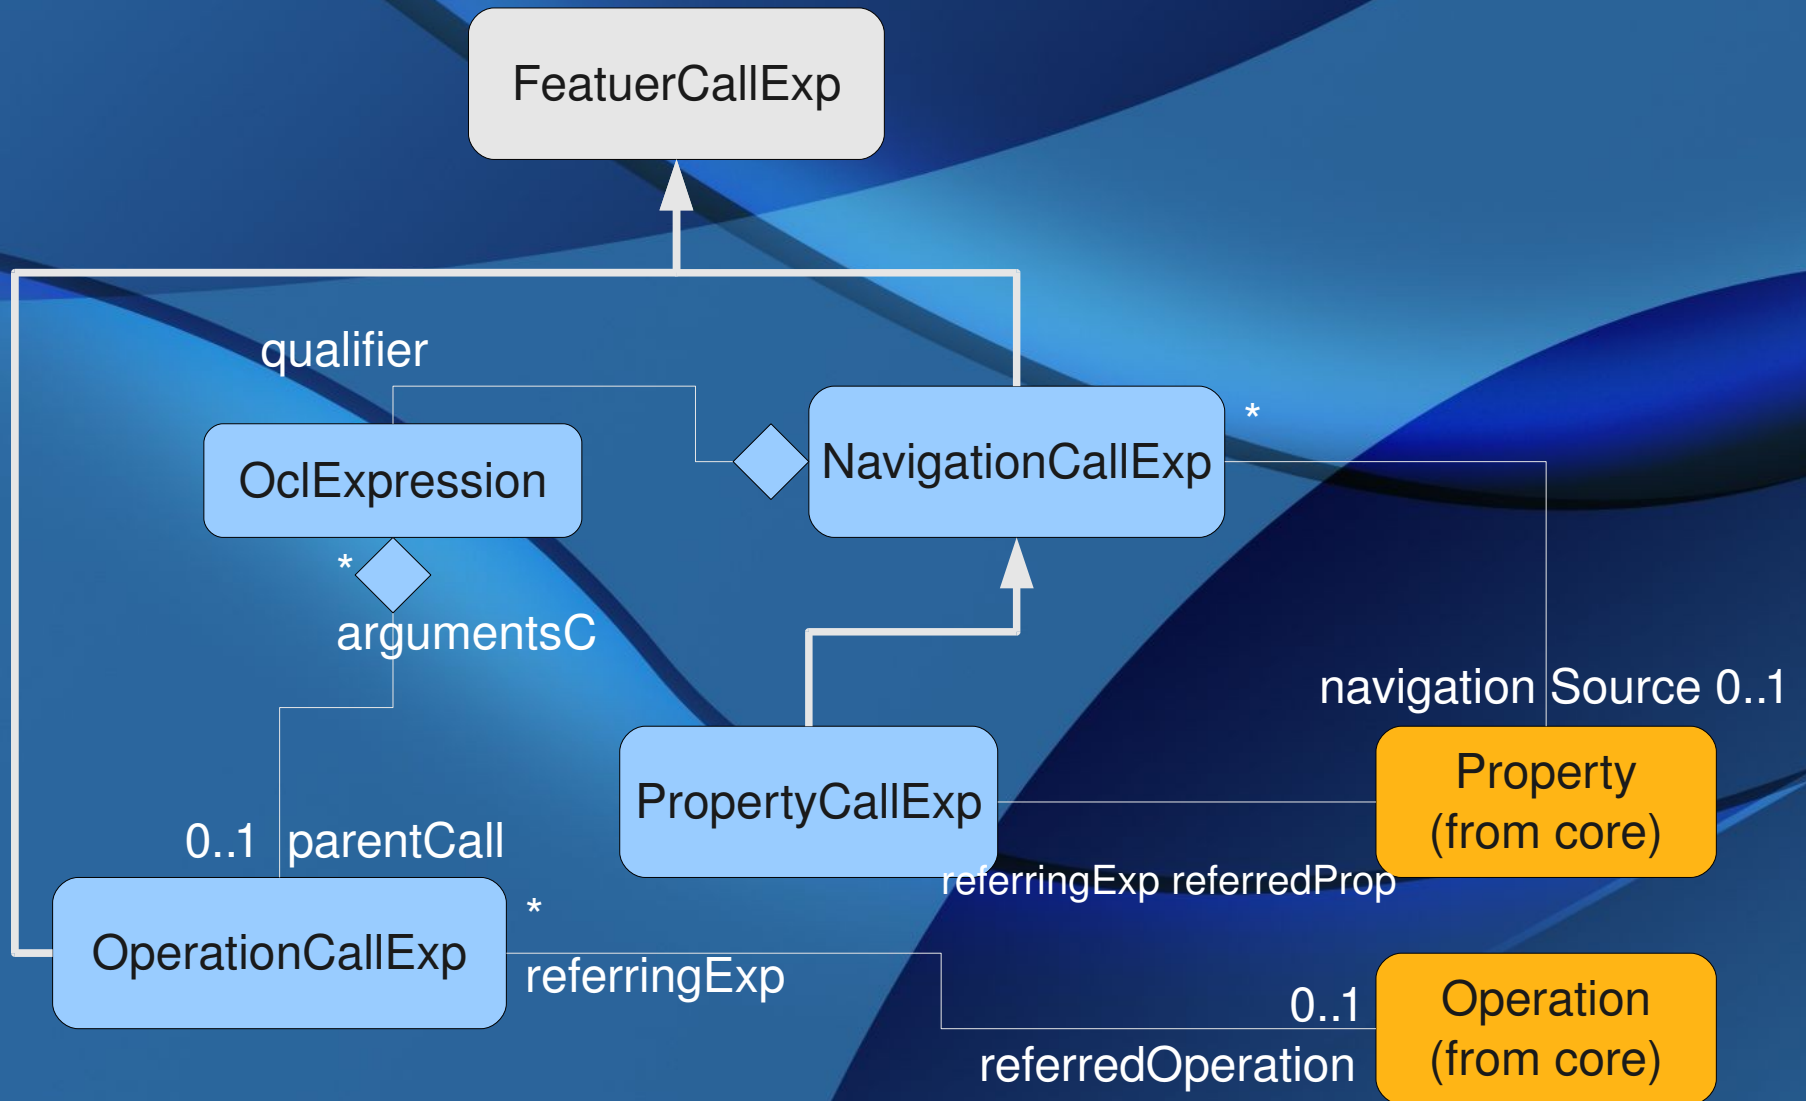 FeatuerCallExp
qualifier
*
NavigationCallExp
OclExpression
*
argumentsC
navigation Source 0..1
Property
(from core)
PropertyCallExp
0..1 parentCall
referringExp referredProp
*
OperationCallExp
referringExp
0..1
Operation
(from core)
referredOperation